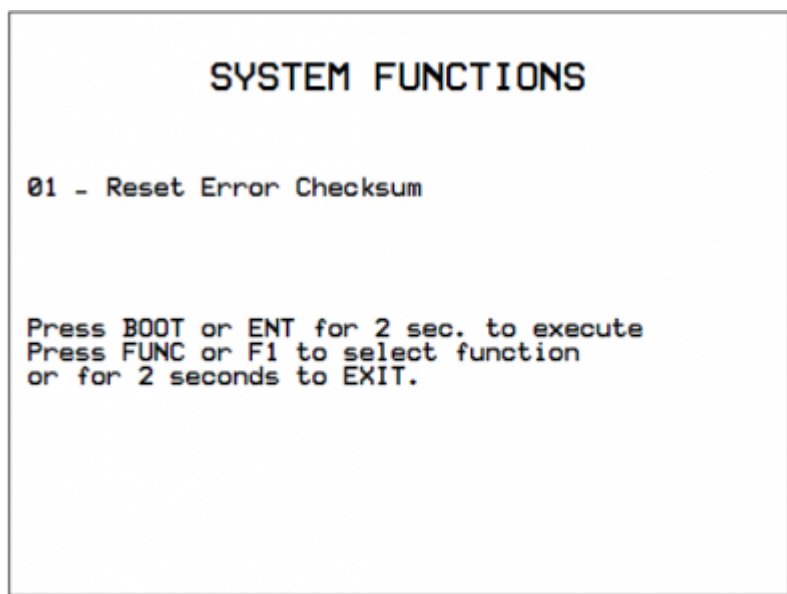 SYSTEM FUNCTIONS
01 - Reset Error Checksum
Press BOOT or ENT for 2 sec. to execute
Press FUNC or F1 to select function
or for 2 seconds to EXIT.